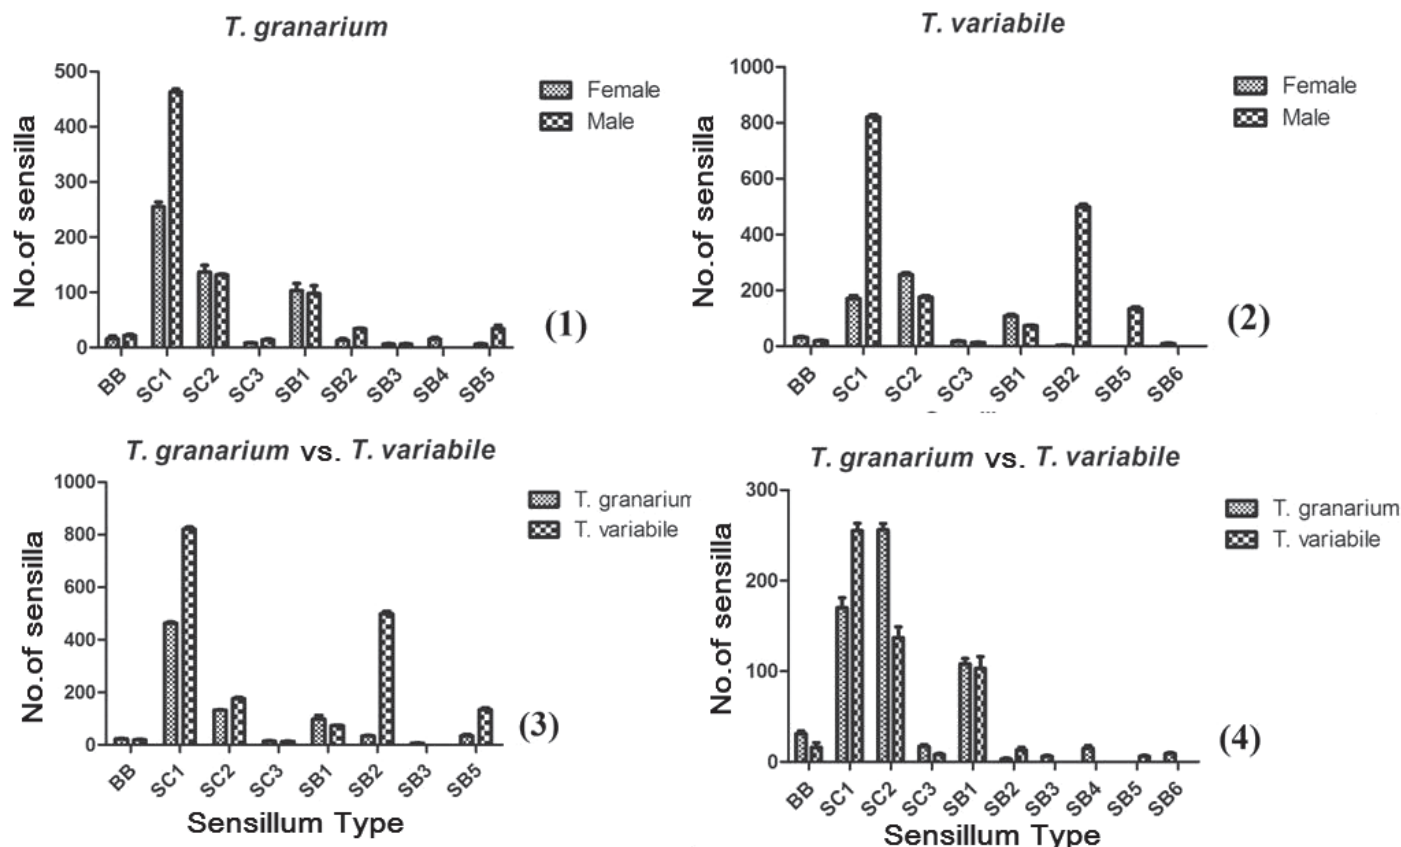 T. granarium
500
400
300
200
100
0
No.of sensilla
Female
Male
(1)
BB SC1 SC2 SC3 SB1 SB2 SB3 SB4 SB5
T. variabile
1000
800
600
400
200
0
No.of sensilla
Female
Male
(2)
BB SC1 SC2 SC3 SB1 SB2 SB5 SB6
T. granarium vs. T. variabile
1000
800
600
400
200
0
No.of sensilla
T. granarium
T. variabile
(3)
BB SC1 SC2 SC3 SB1 SB2 SB3 SB5
Sensillum Type
T. granarium vs. T. variabile
300
200
100
0
No.of sensilla
T. granarium
T. variabile
(4)
BB SC1 SC2 SC3 SB1 SB2 SB3 SB4 SB5 SB6
Sensillum Type